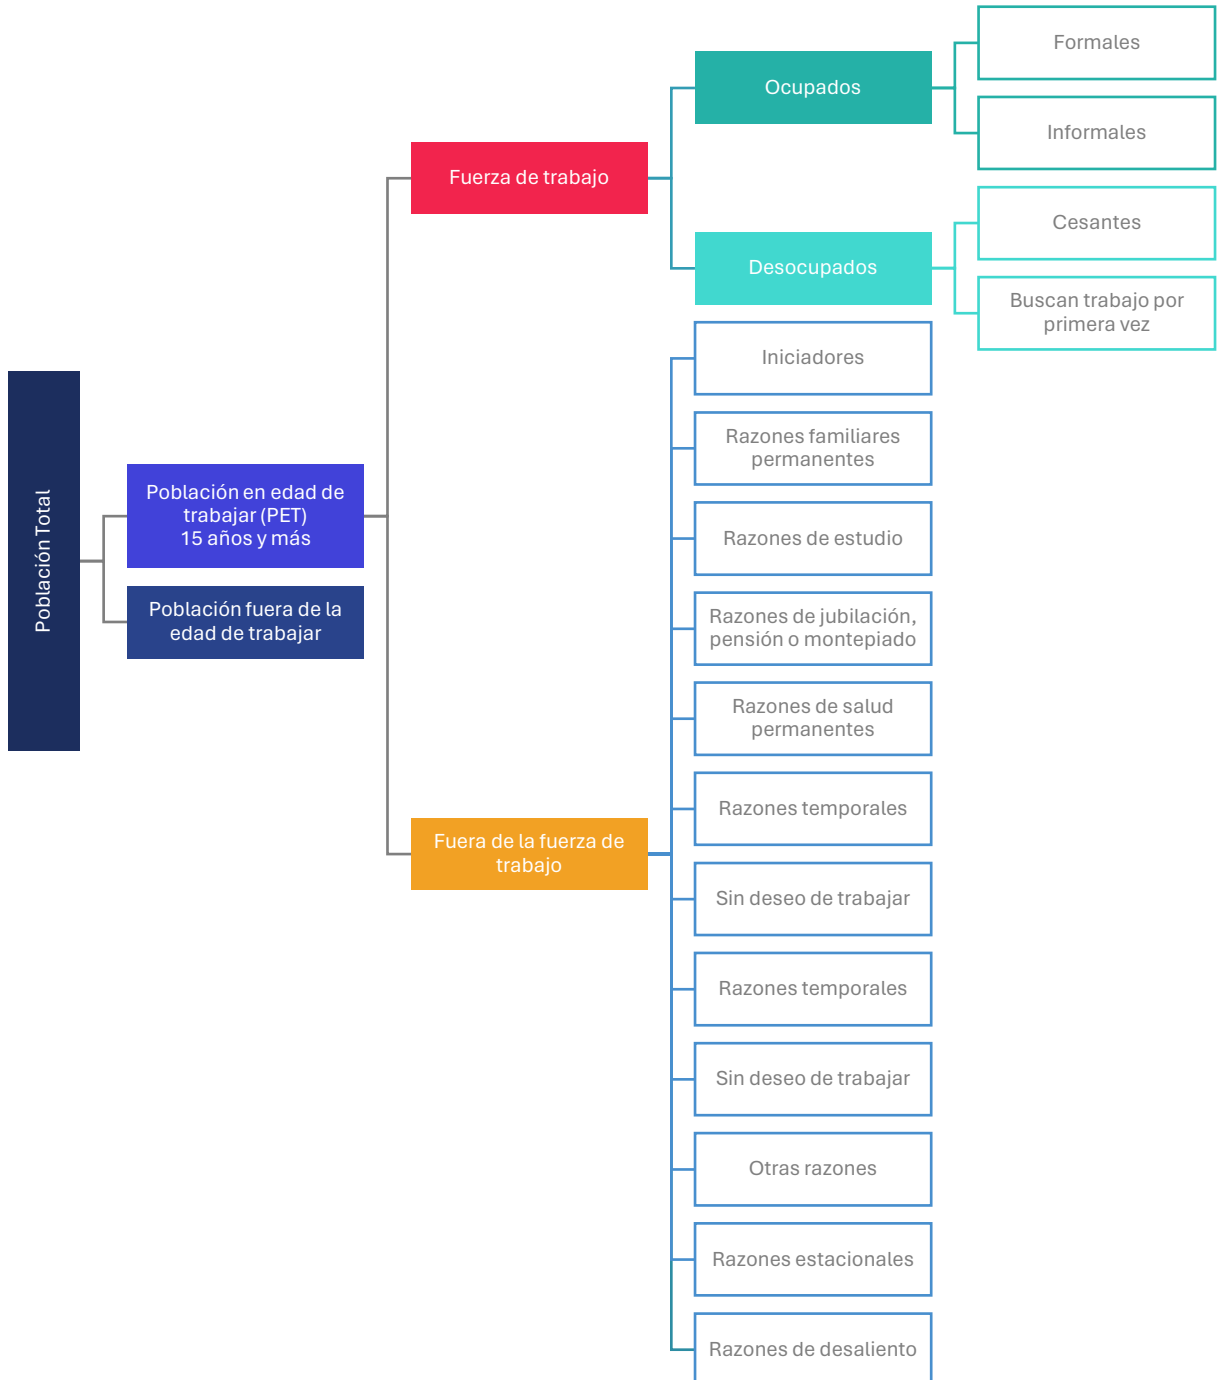 Población Total
Población en edad de
trabajar (PET)
15 años y más
Población fuera de la
edad de trabajar
Fuerza de trabajo
Fuera de la fuerza de
trabajo
Ocupados
Desocupados
Formales
Informales
Cesantes
Buscan trabajo por
primera vez
Iniciadores
Razones familiares
permanentes
Razones de estudio
Razones de jubilación,
pensión o montepiado
Razones de salud
permanentes
Razones temporales
Sin deseo de trabajar
Razones temporales
Sin deseo de trabajar
Otras razones
Razones estacionales
Razones de desaliento